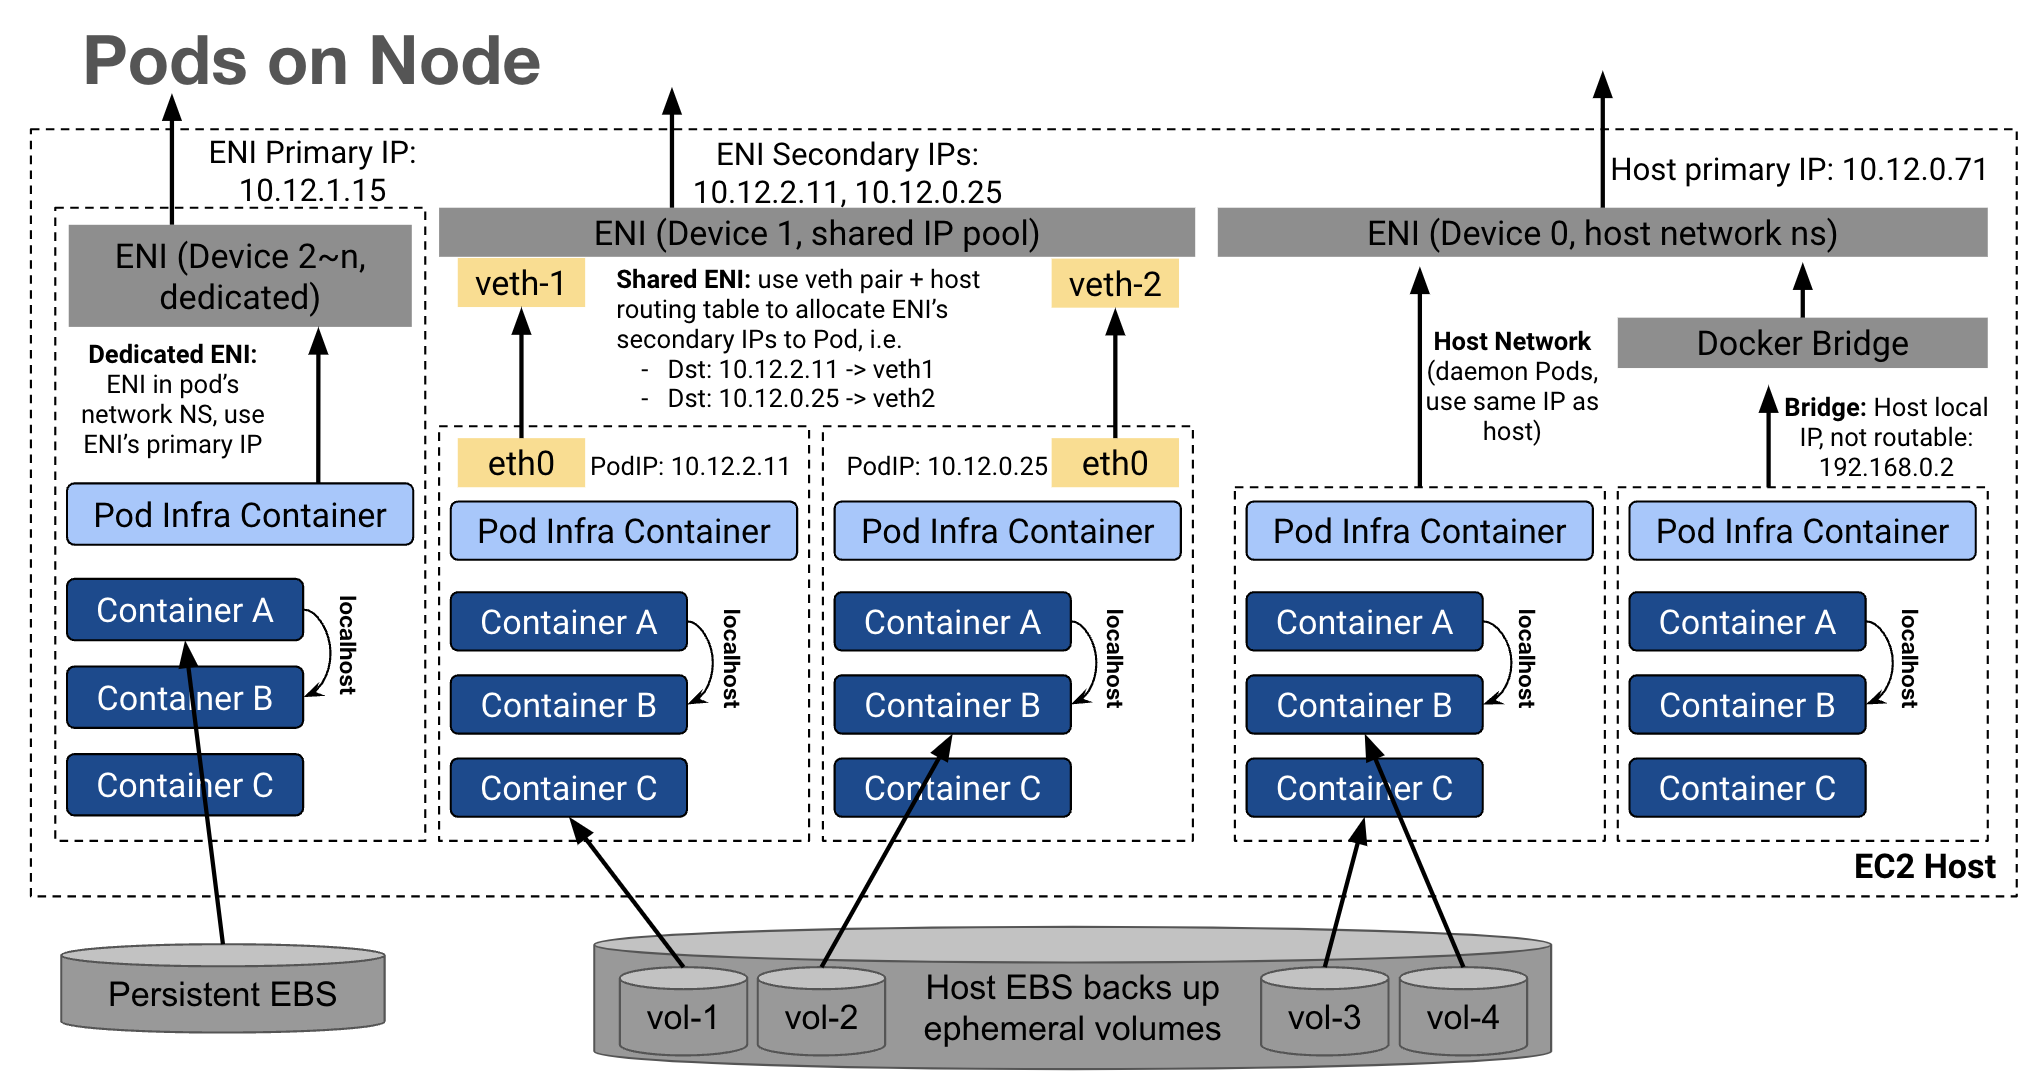 Pods on Node
ENI Primary IP:
10.12.1.15
ENI (Device 2~n,
dedicated)
Dedicated ENI:
ENI in pod's
network NS, use
ENI's primary IP
Pod Infra Container
Container A
Container B
Container C
localhost
Persistent EBS
ENI Secondary IPs:
10.12.2.11, 10.12.0.25
ENI (Device 1, shared IP pool)
veth-1
Shared ENI: use veth pair + host
routing table to allocate ENI's
secondary IPs to Pod, i.e.
- Dst: 10.12.2.11 -> veth1
- Dst: 10.12.0.25 -> veth2
veth-2
eth0
PodIP: 10.12.2.11
Pod Infra Container
Container A
Container B
Container C
localhost
PodIP: 10.12.0.25
eth0
Pod Infra Container
Container A
Container B
Container C
localhost
Host primary IP: 10.12.0.71
ENI (Device 0, host network ns)
Host Network
(daemon Pods,
use same IP as
host)
Docker Bridge
Bridge: Host local
IP, not routable:
192.168.0.2
Pod Infra Container
Container A
Container B
Container C
localhost
Pod Infra Container
Container A
Container B
Container C
localhost
EC2 Host
vol-1
vol-2
Host EBS backs up
ephemeral volumes
vol-3
vol-4